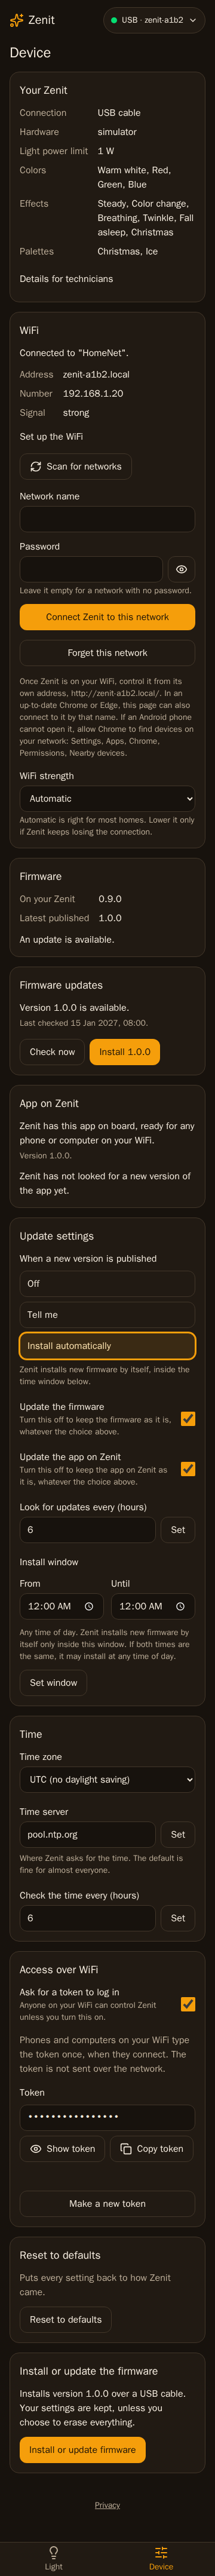 Zenit
USB · zenit-a1b2
Device
Your Zenit
Connection USB cable
Hardware simulator
Light power limit 1 W
Colors Warm white, Red,
Green, Blue
Effects Steady, Color change,
Breathing, Twinkle, Fall
asleep, Christmas
Palettes Christmas, Ice
Details for technicians
WiFi
Connected to "HomeNet".
Address zenit-a1b2.local
Number 192.168.1.20
Signal strong
Set up the WiFi
Scan for networks
Network name
Password
Leave it empty for a network with no password.
Connect Zenit to this network
Forget this network
Once Zenit is on your WiFi, control it from its
own address, http://zenit-a1b2.local/. In an
up-to-date Chrome or Edge, this page can also
connect to it by that name. If an Android phone
cannot open it, allow Chrome to find devices on
your network: Settings, Apps, Chrome,
Permissions, Nearby devices.
WiFi strength
Automatic
Automatic is right for most homes. Lower it only
if Zenit keeps losing the connection.
Firmware
On your Zenit 0.9.0
Latest published 1.0.0
An update is available.
Firmware updates
Version 1.0.0 is available.
Last checked 15 Jan 2027, 08:00.
Check now
Install 1.0.0
App on Zenit
Zenit has this app on board, ready for any
phone or computer on your WiFi.
Version 1.0.0.
Zenit has not looked for a new version of
the app yet.
Update settings
When a new version is published
Off
Tell me
Install automatically
Zenit installs new firmware by itself, inside the
time window below.
Update the firmware
Turn this off to keep the firmware as it is,
whatever the choice above.
Update the app on Zenit
Turn this off to keep the app on Zenit as
it is, whatever the choice above.
Look for updates every (hours)
6 Set
Install window
From Until
12:00 AM 12:00 AM
Any time of day. Zenit installs new firmware by
itself only inside this window. If both times are
the same, it may install at any time of day.
Set window
Time
Time zone
UTC (no daylight saving)
Time server
pool.ntp.org Set
Where Zenit asks for the time. The default is
fine for almost everyone.
Check the time every (hours)
6 Set
Access over WiFi
Ask for a token to log in
Anyone on your WiFi can control Zenit
unless you turn this on.
Phones and computers on your WiFi type
the token once, when they connect. The
token is not sent over the network.
Token
••••••••••••••••
Show token
Copy token
Make a new token
Reset to defaults
Puts every setting back to how Zenit
came.
Reset to defaults
Install or update the firmware
Installs version 1.0.0 over a USB cable.
Your settings are kept, unless you
choose to erase everything.
Install or update firmware
Privacy
Light
Device